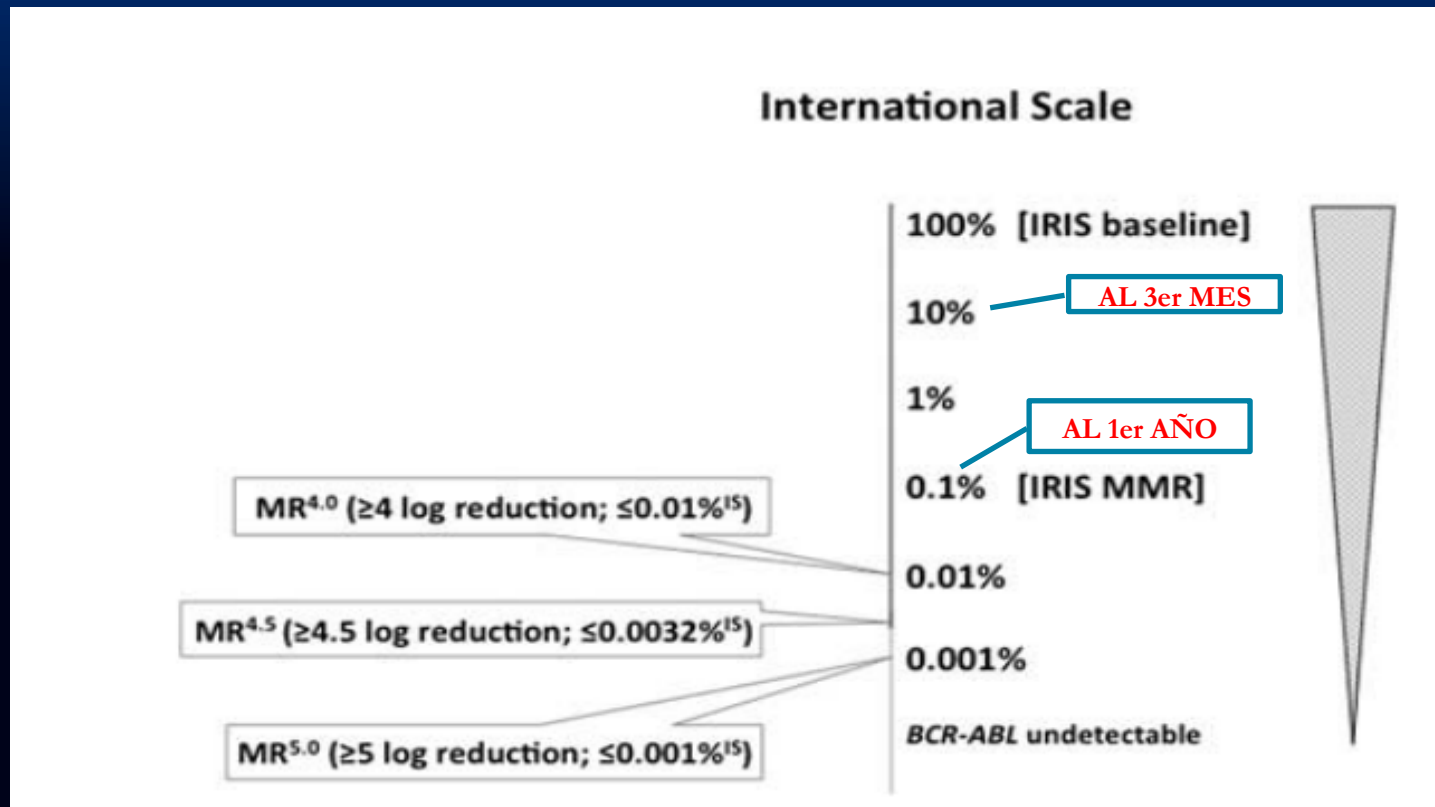 International Scale
100% [IRIS baseline]
AL 3er MES
10%
1%
AL 1er AÑO
0.1% [IRIS MMR]
MR4.0 (≥4 log reduction; ≤0.01%IS)
0.01%
MR4.5 (≥4.5 log reduction; ≤0.0032%IS)
0.001%
BCR-ABL undetectable
MR5.0 (≥5 log reduction; ≤0.001%IS)